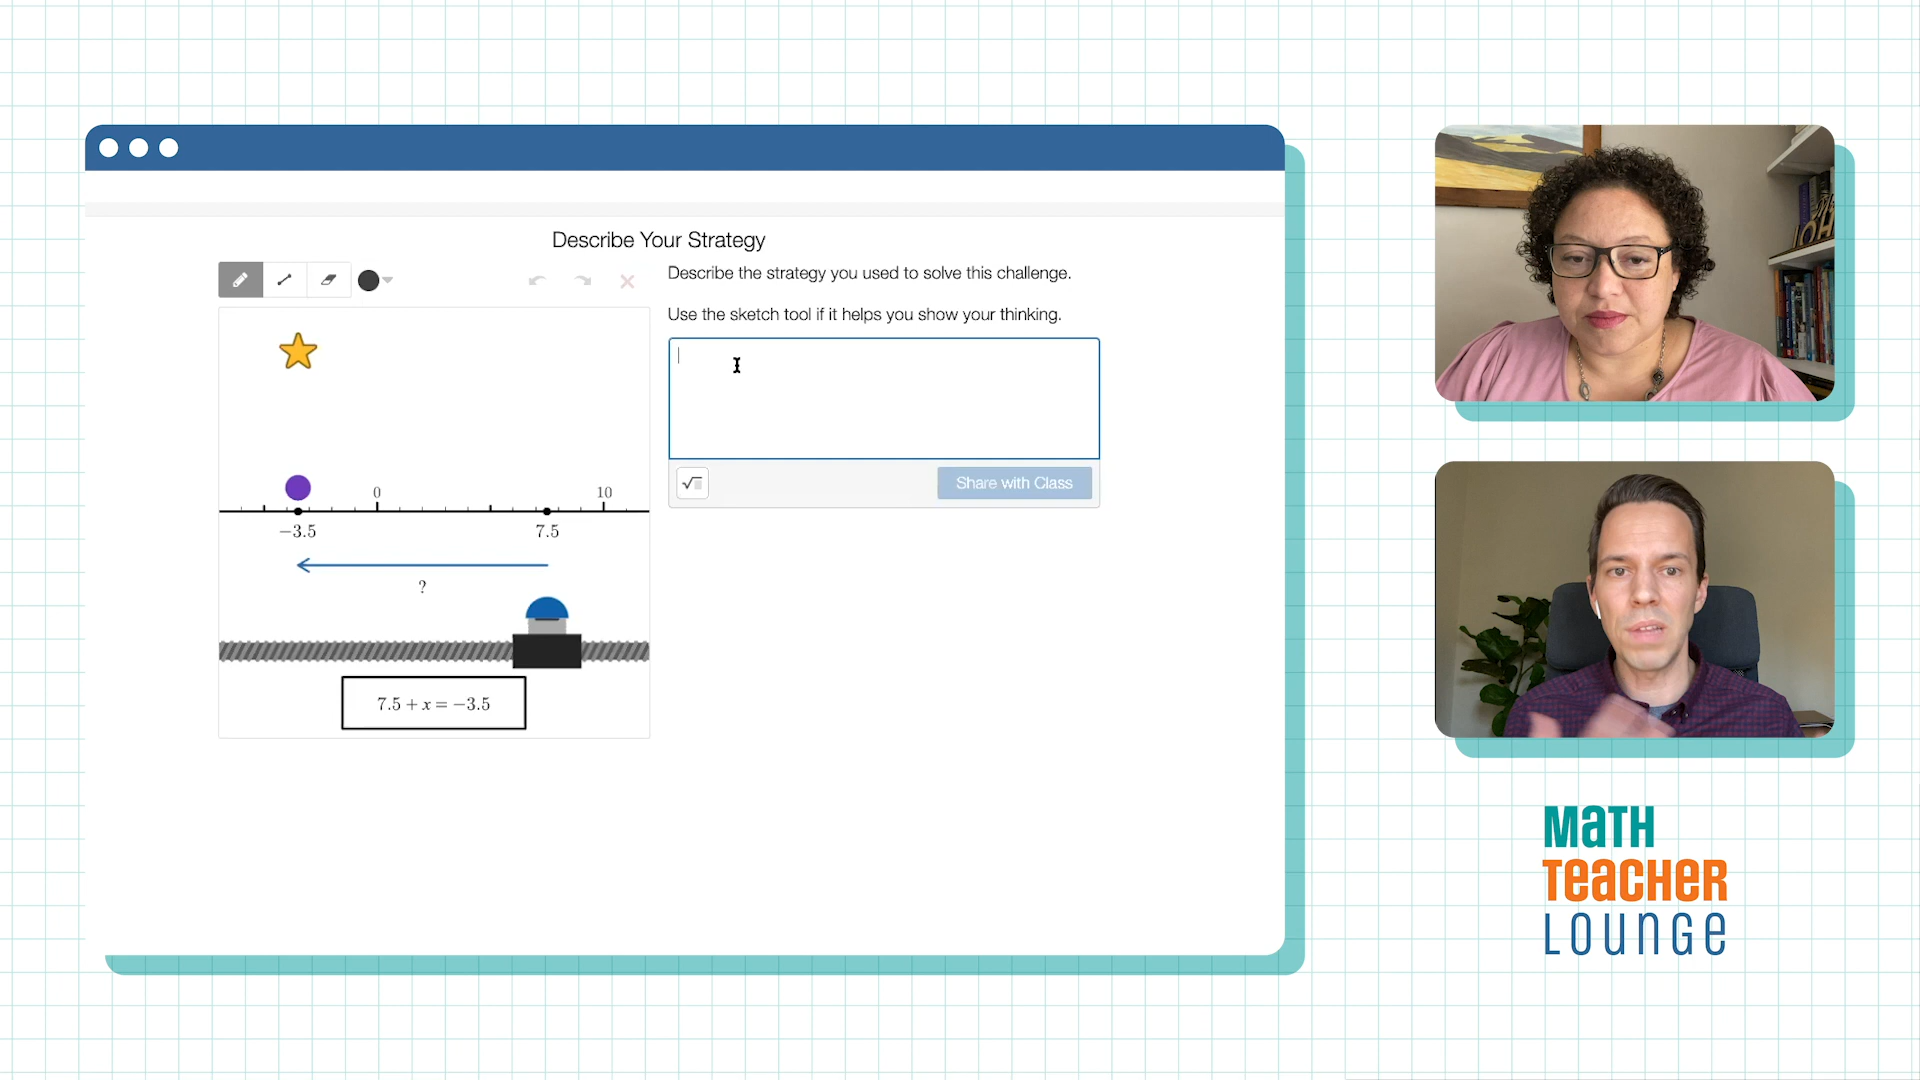 Describe Your Strategy
Describe the strategy you used to solve this challenge.
Use the sketch tool if it helps you show your thinking.
0
10
−3.5
7.5
?
7.5 + x = −3.5
√
Share with Class
MATH
TEACHER
LOUNGE